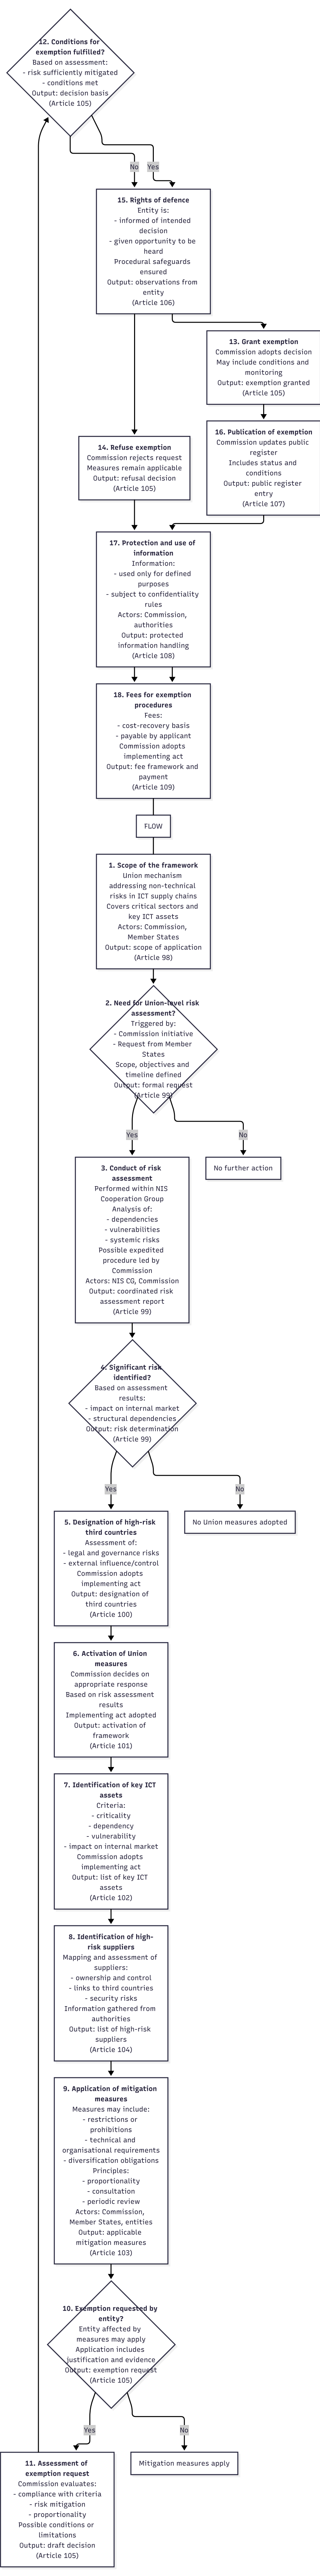 12. Conditions for
exemption fulfilled?
Based on assessment:
- risk sufficiently mitigated
- conditions met
Output: decision basis
(Article 105)
No
Yes
15. Rights of defence
Entity is:
- informed of intended
decision
- given opportunity to be
heard
Procedural safeguards
ensured
Output: observations from
entity
(Article 106)
13. Grant exemption
Commission adopts decision
May include conditions and
monitoring
Output: exemption granted
(Article 105)
16. Publication of exemption
Commission updates public
register
Includes status and
conditions
Output: public register
entry
(Article 107)
14. Refuse exemption
Commission rejects request
Measures remain applicable
Output: refusal decision
(Article 105)
17. Protection and use of
information
Information:
- used only for defined
purposes
- subject to confidentiality
rules
Actors: Commission,
authorities
Output: protected
information handling
(Article 108)
18. Fees for exemption
procedures
Fees:
- cost-recovery basis
- payable by applicant
Commission adopts
implementing act
Output: fee framework and
payment
(Article 109)
FLOW
1. Scope of the framework
Union mechanism
addressing non-technical
risks in ICT supply chains
Covers critical sectors and
key ICT assets
Actors: Commission,
Member States
Output: scope of application
(Article 98)
2. Need for Union-level risk
assessment?
Triggered by:
- Commission initiative
- Request from Member
States
Scope, objectives and
timeline defined
Output: formal request
(Article 99)
Yes
No
3. Conduct of risk
assessment
Performed within NIS
Cooperation Group
Analysis of:
- dependencies
- vulnerabilities
- systemic risks
Possible expedited
procedure led by
Commission
Actors: NIS CG, Commission
Output: coordinated risk
assessment report
(Article 99)
No further action
4. Significant risk
identified?
Based on assessment
results:
- impact on internal market
- structural dependencies
Output: risk determination
(Article 99)
Yes
No
5. Designation of high-risk
third countries
Assessment of:
- legal and governance risks
- external influence/control
Commission adopts
implementing act
Output: designation of
third countries
(Article 100)
No Union measures adopted
6. Activation of Union
measures
Commission decides on
appropriate response
Based on risk assessment
results
Implementing act adopted
Output: activation of
framework
(Article 101)
7. Identification of key ICT
assets
Criteria:
- criticality
- dependency
- vulnerability
- impact on internal market
Commission adopts
implementing act
Output: list of key ICT
assets
(Article 102)
8. Identification of high-
risk suppliers
Mapping and assessment of
suppliers:
- ownership and control
- links to third countries
- security risks
Information gathered from
authorities
Output: list of high-risk
suppliers
(Article 104)
9. Application of mitigation
measures
Measures may include:
- restrictions or
prohibitions
- technical and
organisational requirements
- diversification obligations
Principles:
- proportionality
- consultation
- periodic review
Actors: Commission,
Member States, entities
Output: applicable
mitigation measures
(Article 103)
10. Exemption requested by
entity?
Entity affected by
measures may apply
Application includes
justification and evidence
Output: exemption request
(Article 105)
Yes
No
11. Assessment of
exemption request
Commission evaluates:
- compliance with criteria
- risk mitigation
- proportionality
Possible conditions or
limitations
Output: draft decision
(Article 105)
Mitigation measures apply